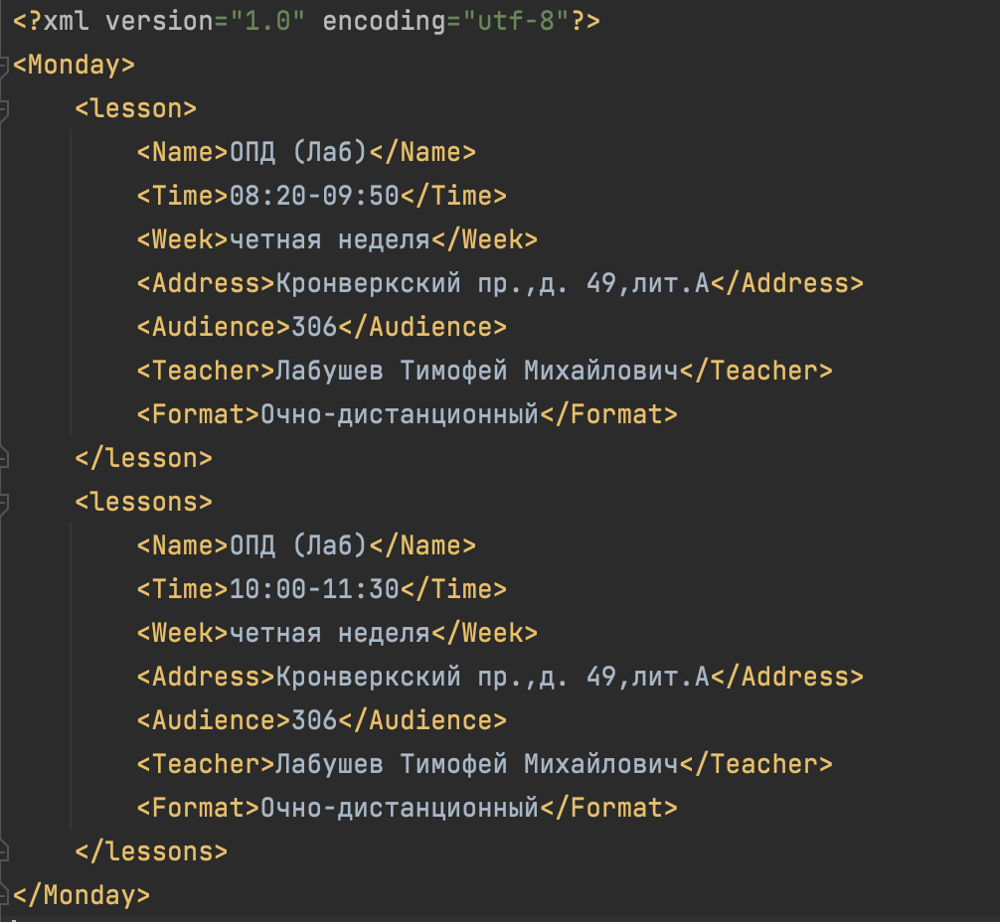 <?xml version="1.0" encoding="utf-8"?>
<Monday>
    <lesson>
        <Name>ОПД (Лаб)</Name>
        <Time>08:20-09:50</Time>
        <Week>четная неделя</Week>
        <Address>Кронверкский пр.,д. 49,лит.А</Address>
        <Audience>306</Audience>
        <Teacher>Лабушев Тимофей Михайлович</Teacher>
        <Format>Очно-дистанционный</Format>
    </lesson>
    <lessons>
        <Name>ОПД (Лаб)</Name>
        <Time>10:00-11:30</Time>
        <Week>четная неделя</Week>
        <Address>Кронверкский пр.,д. 49,лит.А</Address>
        <Audience>306</Audience>
        <Teacher>Лабушев Тимофей Михайлович</Teacher>
        <Format>Очно-дистанционный</Format>
    </lessons>
</Monday>